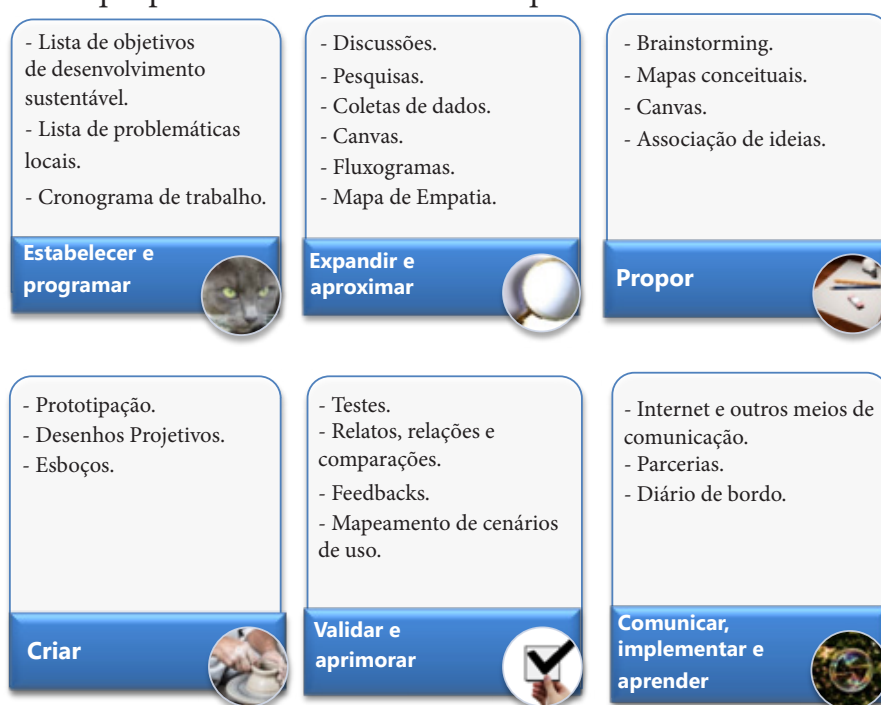 - Lista de objetivos
de desenvolvimento
sustentável.
- Lista de problemáticas
locais.
- Cronograma de trabalho.
Estabelecer e
programar
- Discussões.
- Pesquisas.
- Coletas de dados.
- Canvas.
- Fluxogramas.
- Mapa de Empatia.
Expandir e
aproximar
- Brainstorming.
- Mapas conceituais.
- Canvas.
- Associação de ideias.
Propor
- Prototipação.
- Desenhos Projetivos.
- Esboços.
Criar
- Testes.
- Relatos, relações e
comparações.
- Feedbacks.
- Mapeamento de cenários
de uso.
Validar e
aprimorar
- Internet e outros meios de
comunicação.
- Parcerias.
- Diário de bordo.
Comunicar,
implementar e
aprender